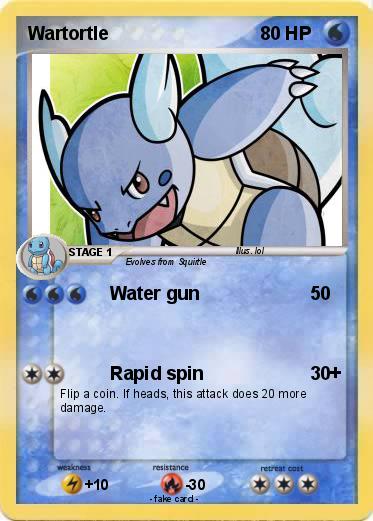 Wartortle 80 HP
Illus. lol
STAGE 1
Evolves from Squirtle
Water gun 50
Rapid spin 30+
Flip a coin. If heads, this attack does 20 more
damage.
weakness resistance retreat cost
+10 -30
- fake card -